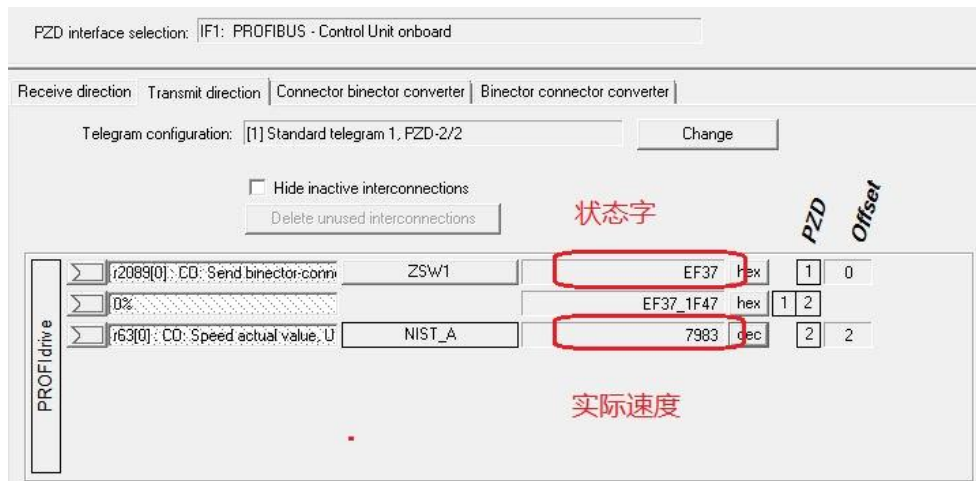 PZD interface selection: IF1: PROFIBUS - Control Unit onboard
Receive direction Transmit direction Connector binector converter Binector connector converter
Telegram configuration: [1] Standard telegram 1, PZD-2/2 Change
Hide inactive interconnections
Delete unused interconnections
状态字
PZD
Offset
r2089[0] : CO: Send binector-conne ZSW1 EF37 hex 1 0
0% EF37_1F47 hex 1 2
r63[0] : CO: Speed actual value, U NIST_A 7983 dec 2 2
PROFIdrive
实际速度